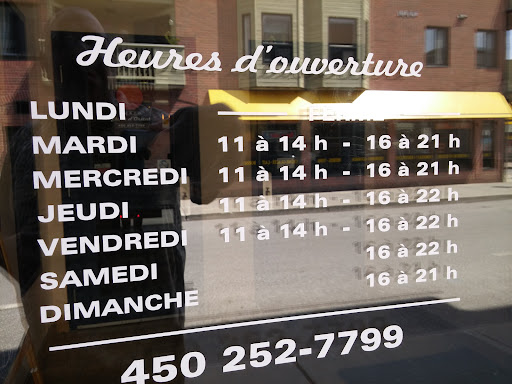 Heures d'ouverture
LUNDI FERMÉ
MARDI 11 à 14 h - 16 à 21 h
MERCREDI 11 à 14 h - 16 à 21 h
JEUDI 11 à 14 h - 16 à 22 h
VENDREDI 11 à 14 h - 16 à 22 h
SAMEDI 16 à 22 h
DIMANCHE 16 à 21 h
450 252-7799